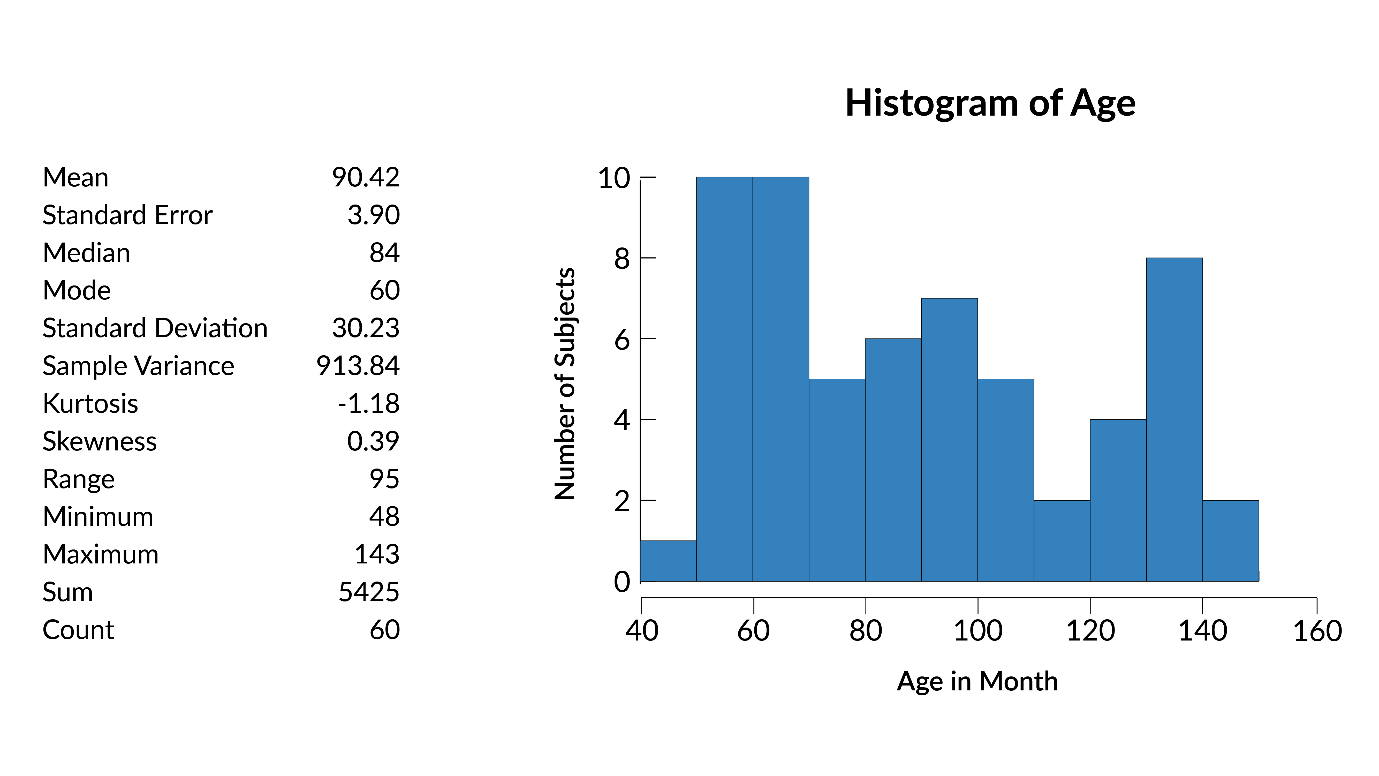 Histogram of Age
Mean 90.42
Standard Error 3.90
Median 84
Mode 60
Standard Deviation 30.23
Sample Variance 913.84
Kurtosis -1.18
Skewness 0.39
Range 95
Minimum 48
Maximum 143
Sum 5425
Count 60
Number of Subjects
10
8
6
4
2
0
40 60 80 100 120 140 160
Age in Month